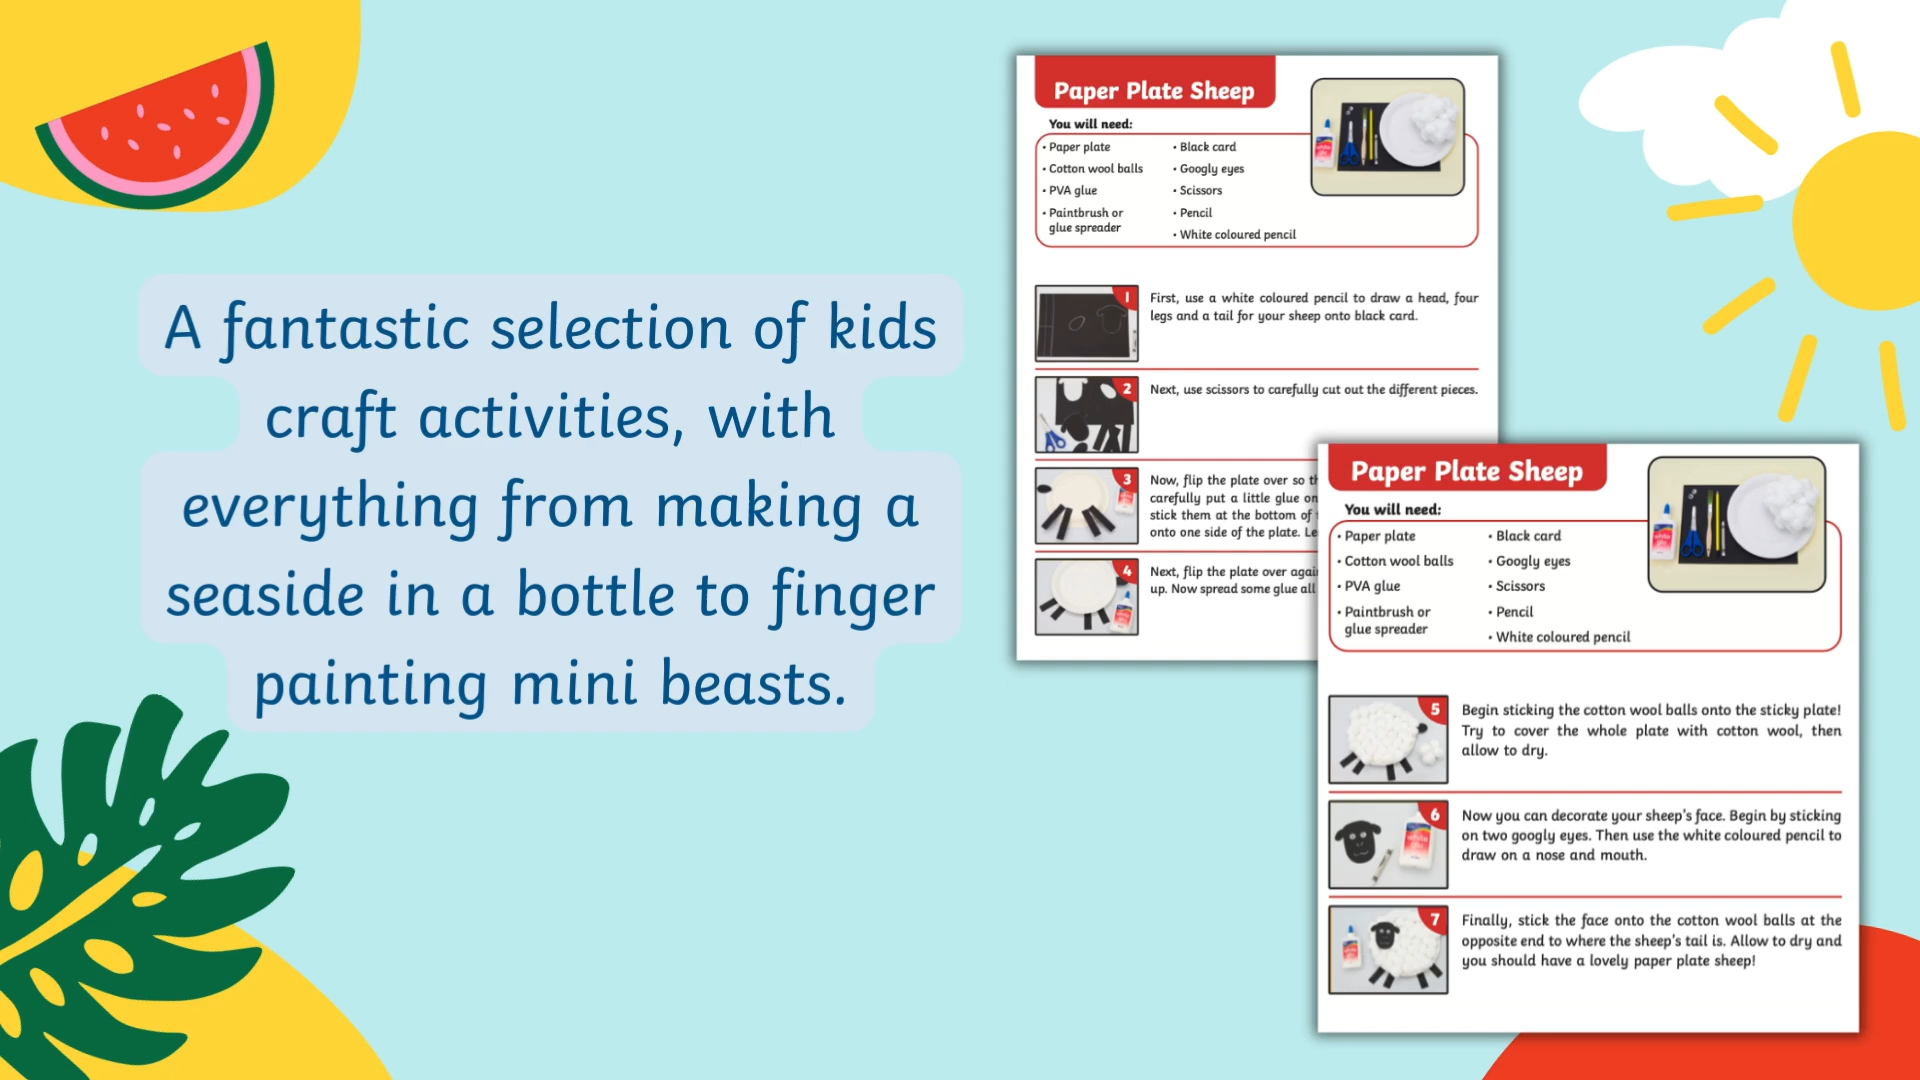 A fantastic selection of kids
craft activities, with
everything from making a
seaside in a bottle to finger
painting mini beasts.
Paper Plate Sheep
You will need:
• Paper plate
• Cotton wool balls
• PVA glue
• Paintbrush or
glue spreader
• Black card
• Googly eyes
• Scissors
• Pencil
• White coloured pencil
1
First, use a white coloured pencil to draw a head, four
legs and a tail for your sheep onto black card.
2
Next, use scissors to carefully cut out the different pieces.
3
Now, flip the plate over so
carefully put a little glue
stick them at the bottom of
onto one side of the plate.
4
Next, flip the plate over
up. Now spread some glue all
Paper Plate Sheep
You will need:
• Paper plate
• Cotton wool balls
• PVA glue
• Paintbrush or
glue spreader
• Black card
• Googly eyes
• Scissors
• Pencil
• White coloured pencil
5
Begin sticking the cotton wool balls onto the sticky plate!
Try to cover the whole plate with cotton wool, then
allow to dry.
6
Now you can decorate your sheep's face. Begin by sticking
on two googly eyes. Then use the white coloured pencil to
draw on a nose and mouth.
7
Finally, stick the face onto the cotton wool balls at the
opposite end to where the sheep's tail is. Allow to dry and
you should have a lovely paper plate sheep!